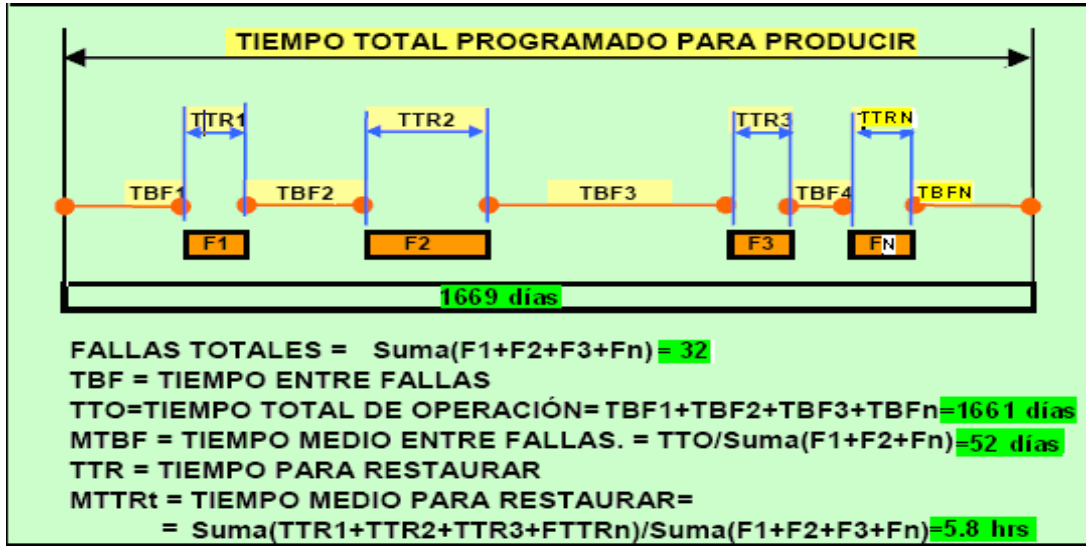 TIEMPO TOTAL PROGRAMADO PARA PRODUCIR
TTR1 TTR2 TTR3 TTRN
TBF1 TBF2 TBF3 TBF4 TBFN
F1 F2 F3 FN
1669 días
FALLAS TOTALES = Suma(F1+F2+F3+Fn)= 32
TBF = TIEMPO ENTRE FALLAS
TTO=TIEMPO TOTAL DE OPERACIÓN=TBF1+TBF2+TBF3+TBFn=1661 días
MTBF = TIEMPO MEDIO ENTRE FALLAS. = TTO/Suma(F1+F2+Fn)=52 días
TTR = TIEMPO PARA RESTAURAR
MTTRt = TIEMPO MEDIO PARA RESTAURAR=
= Suma(TTR1+TTR2+TTR3+FTTRn)/Suma(F1+F2+F3+Fn)=5.8 hrs